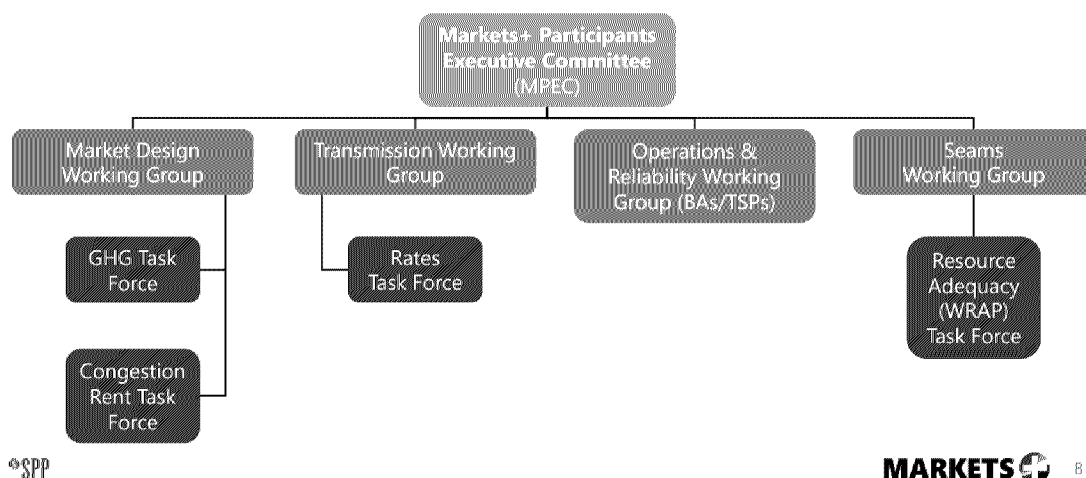 Markets+ Participants
Executive Committee
(MPEC)
Market Design
Working Group
Transmission Working
Group
Operations &
Reliability Working
Group (BAs/TSPs)
Seams
Working Group
GHG Task
Force
Rates
Task Force
Resource
Adequacy
(WRAP)
Task Force
Congestion
Rent Task
Force
SPP
MARKETS+
8